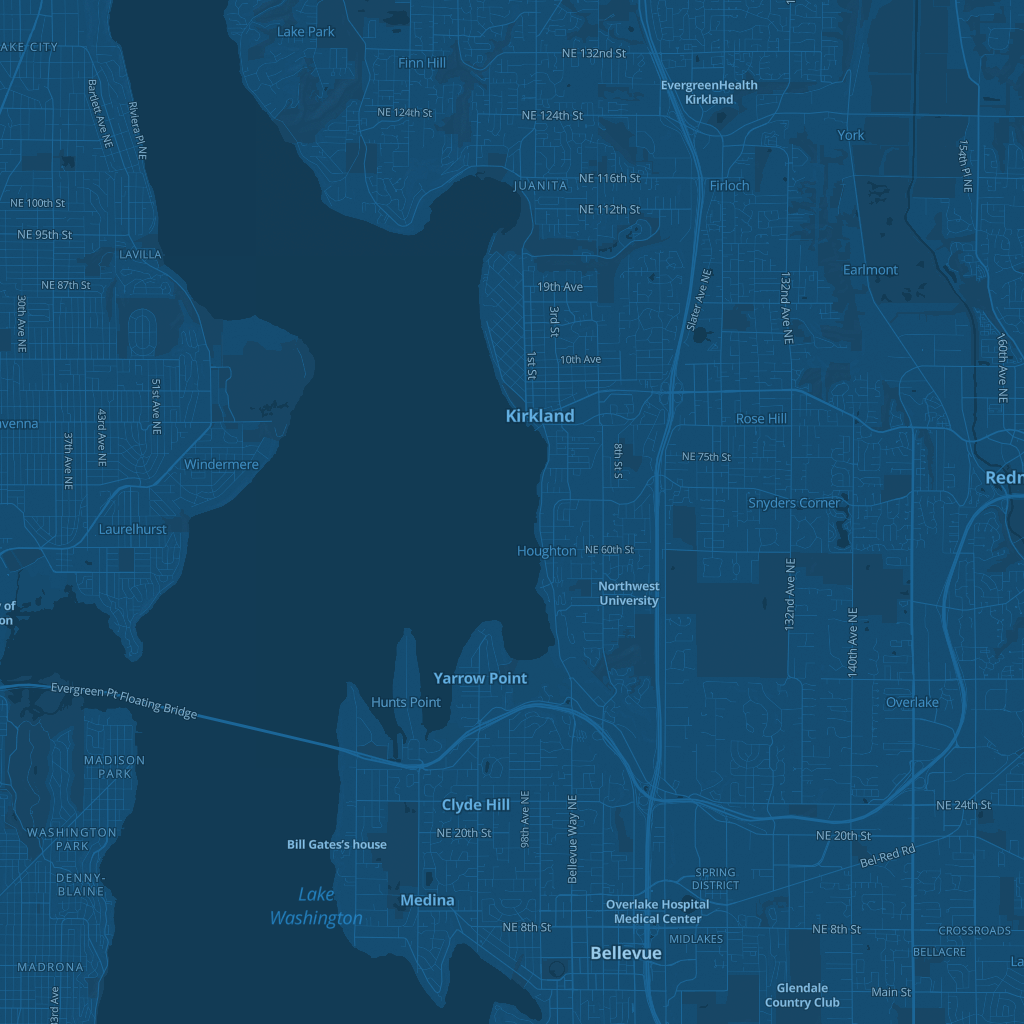 Lake Park
AKE CITY
NE 132nd St
Finn Hill
EvergreenHealth
Kirkland
Bartlett Ave NE
Riviera Pl NE
NE 124th St
NE 124th St
York
154th Pl NE
NE 116th St
JUANITA
Firloch
NE 100th St
NE 112th St
NE 95th St
LAVILLA
Earlmont
NE 87th St
19th Ave
Slater Ave NE
132nd Ave NE
30th Ave NE
3rd St
160th Ave NE
1st St
10th Ave
51st Ave NE
Kirkland
Rose Hill
venna
43rd Ave NE
37th Ave NE
8th St S
NE 75th St
Windermere
Redr
Snyders Corner
Laurelhurst
Houghton
NE 60th St
Northwest
University
132nd Ave NE
y of
on
140th Ave NE
Yarrow Point
Evergreen Pt Floating Bridge
Hunts Point
Overlake
MADISON
PARK
Clyde Hill
98th Ave NE
Bellevue Way NE
NE 24th St
WASHINGTON
PARK
NE 20th St
NE 20th St
Bill Gates’s house
Bel-Red Rd
DENNY-
BLAINE
SPRING
DISTRICT
Lake
Washington
Medina
Overlake Hospital
Medical Center
NE 8th St
NE 8th St
CROSSROADS
MIDLAKES
Bellevue
BELLACRE
La
MADRONA
Glendale
Country Club
Main St
3rd Ave